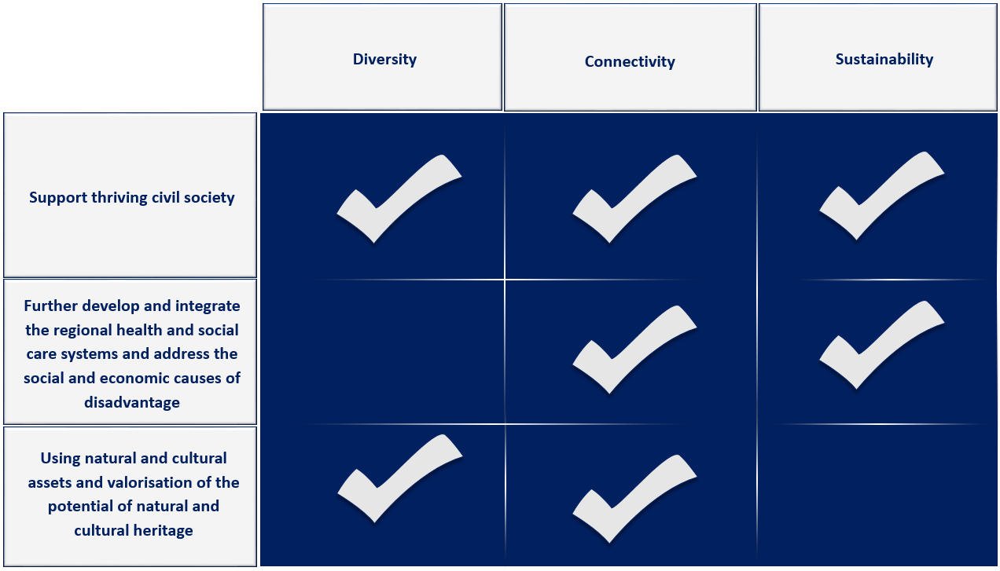 Diversity
Connectivity
Sustainability
Support thriving civil society
Further develop and integrate
the regional health and social
care systems and address the
social and economic causes of
disadvantage
Using natural and cultural
assets and valorisation of the
potential of natural and
cultural heritage